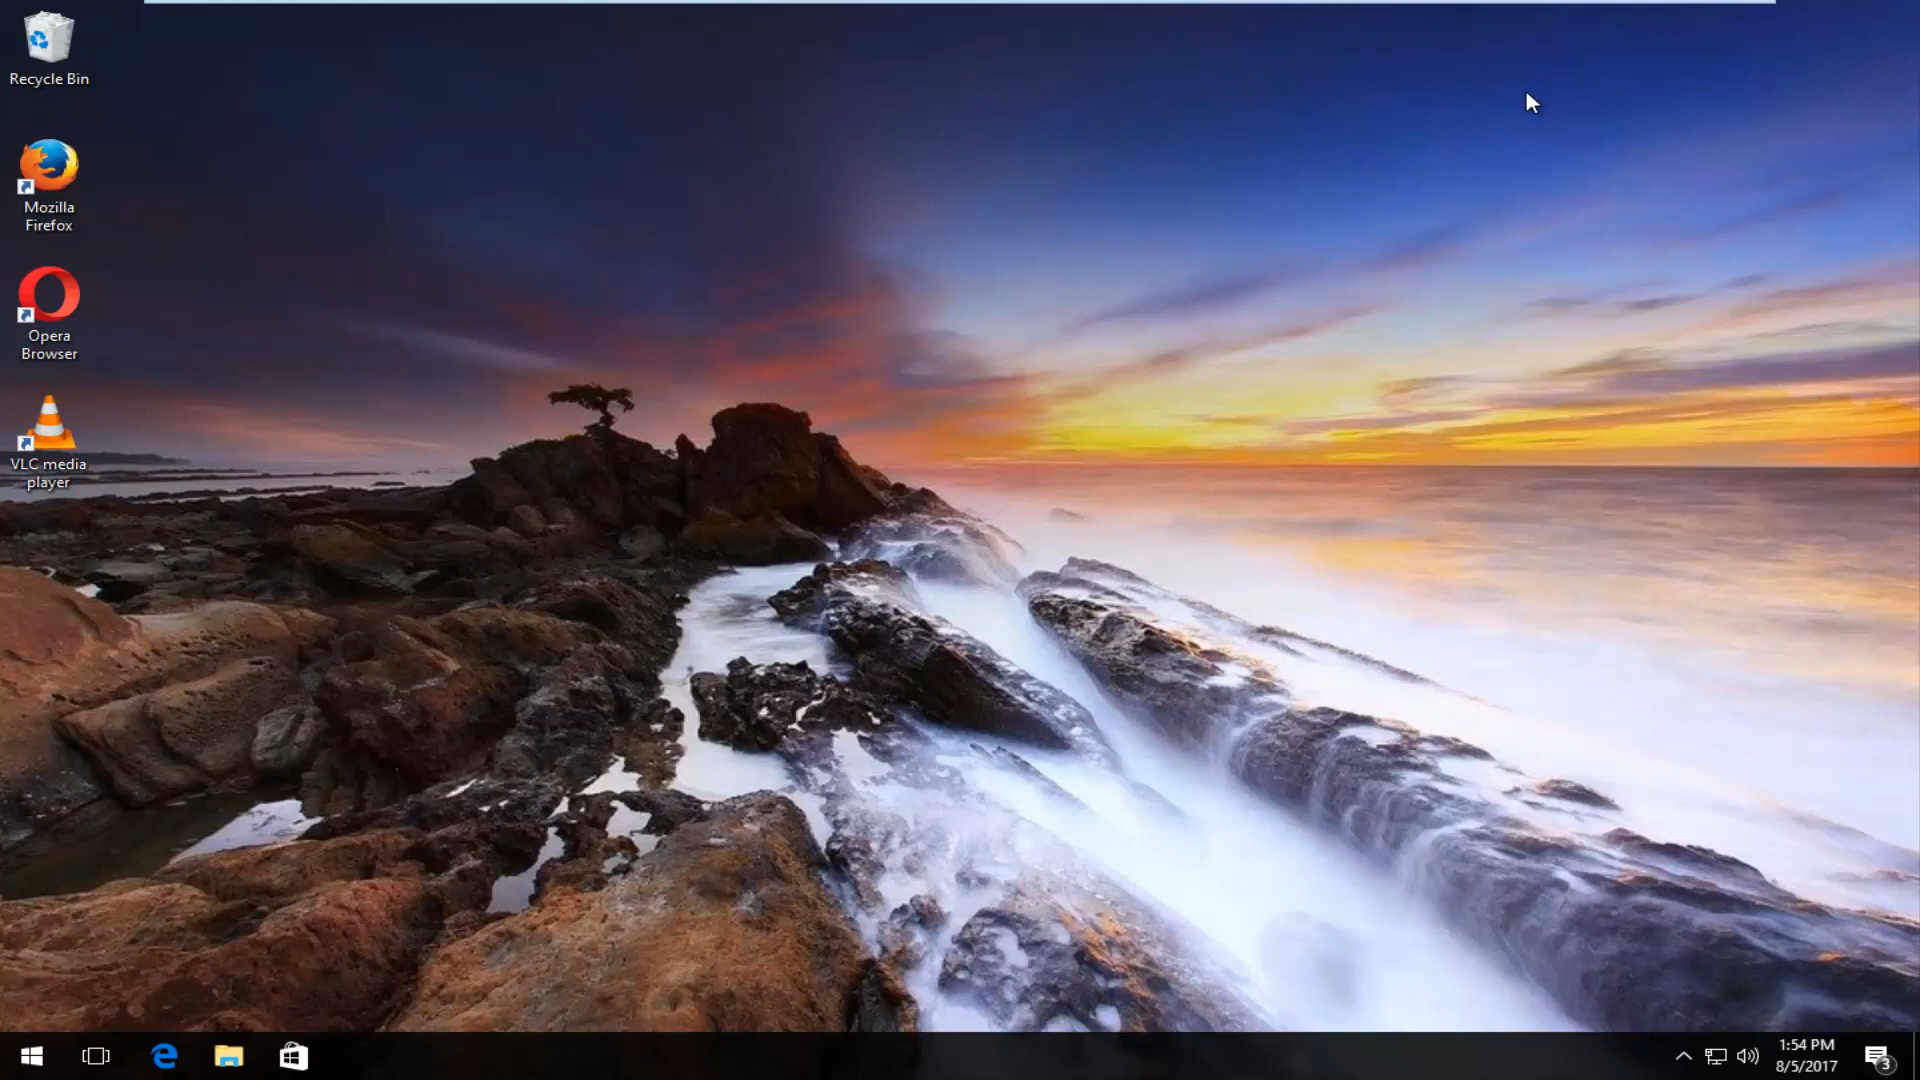 Recycle Bin
Mozilla
Firefox
Opera
Browser
VLC media
player
1:54 PM
8/5/2017
3